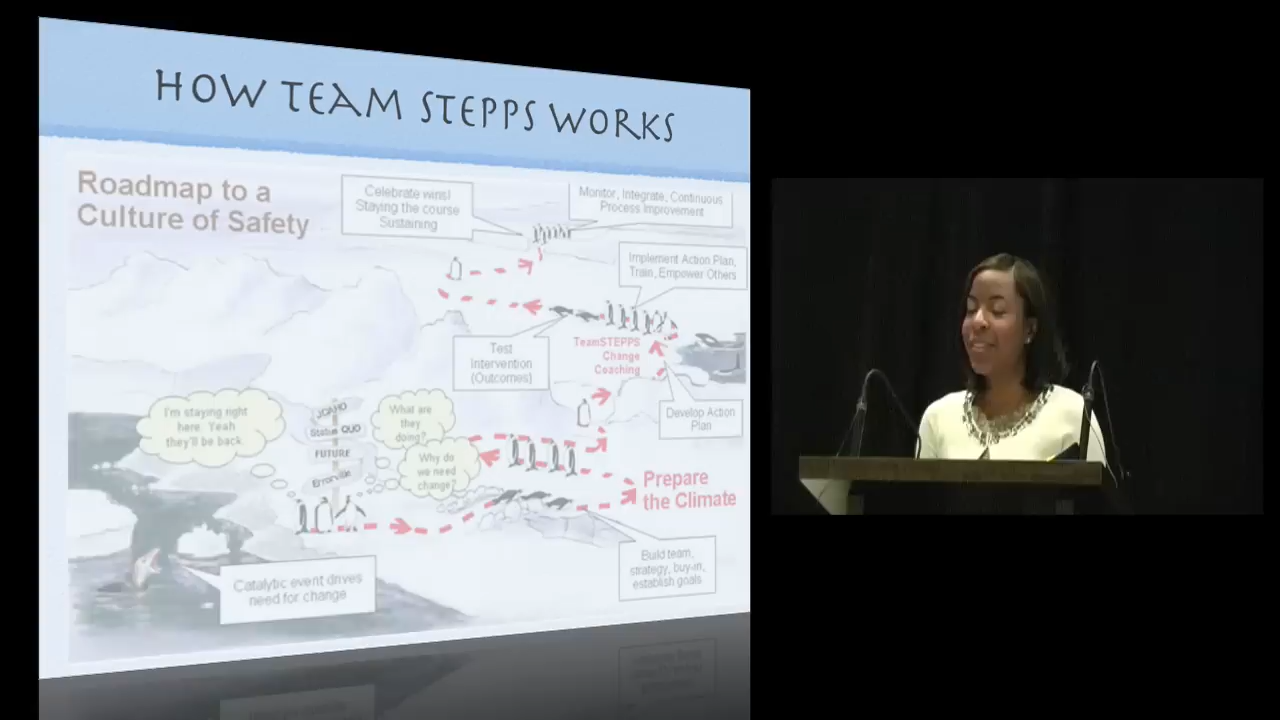 HOW TEAM STEPPS WORKS
Roadmap to a
Culture of Safety
Celebrate wins!
Staying the course
Sustaining
Monitor, Integrate, Continuous
Process Improvement
Implement Action Plan,
Train, Empower Others
Test
Intervention
(Outcomes)
TeamSTEPPS
Change
Coaching
Develop Action
Plan
I'm staying right
here. Yeah
they'll be back.
JCAHO
Status QUO
FUTURE
Errorville
What are
they
doing?
Why do
we need
change?
Prepare
the Climate
Build team,
strategy, buy-in,
establish goals
Catalytic event drives
need for change